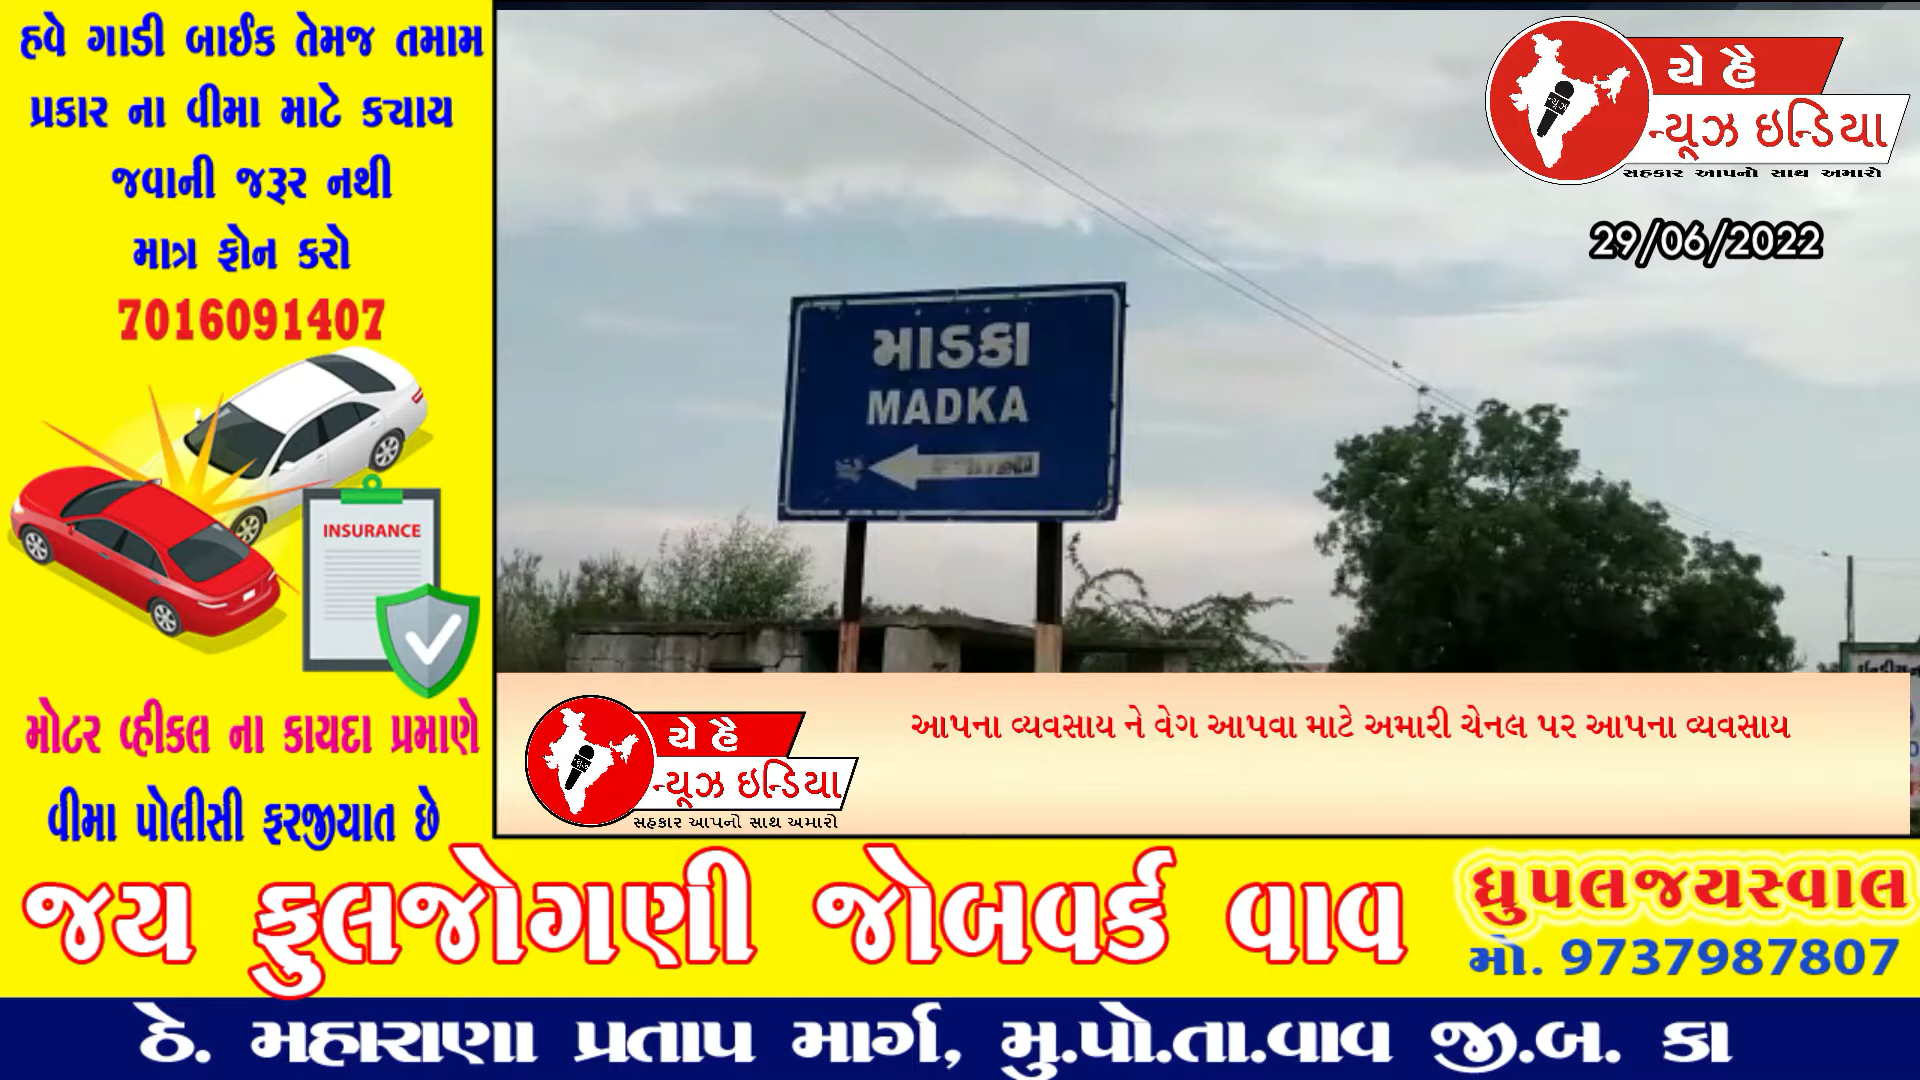 હવે ગાડી બાઈક તેમજ તમામ
પ્રકાર ના વીમા માટે કયાય
જવાની જરૂર નથી
માત્ર ફોન કરો
7016091407
INSURANCE
મોટર વ્હીકલ ના કાયદા પ્રમાણે
વીમા પોલીસી ફરજીયાત છે
યે હૈ
ન્યૂઝ ઇન્ડિયા
સહકાર આપનો સાથ અમારો
29/06/2022
માડકા
MADKA
યે હૈ
ન્યૂઝ ઇન્ડિયા
સહકાર આપનો સાથ અમારો
આપના વ્યવસાય ને વેગ આપવા માટે અમારી ચેનલ પર આપના વ્યવસાય
જય ફુલજોગણી જોબવર્ક વાવ
ધ્રુપલજયસ્વાલ
મો. 9737987807
ઠે. મહારાણા પ્રતાપ માર્ગ, મુ.પો.તા.વાવ જી.બ. કા